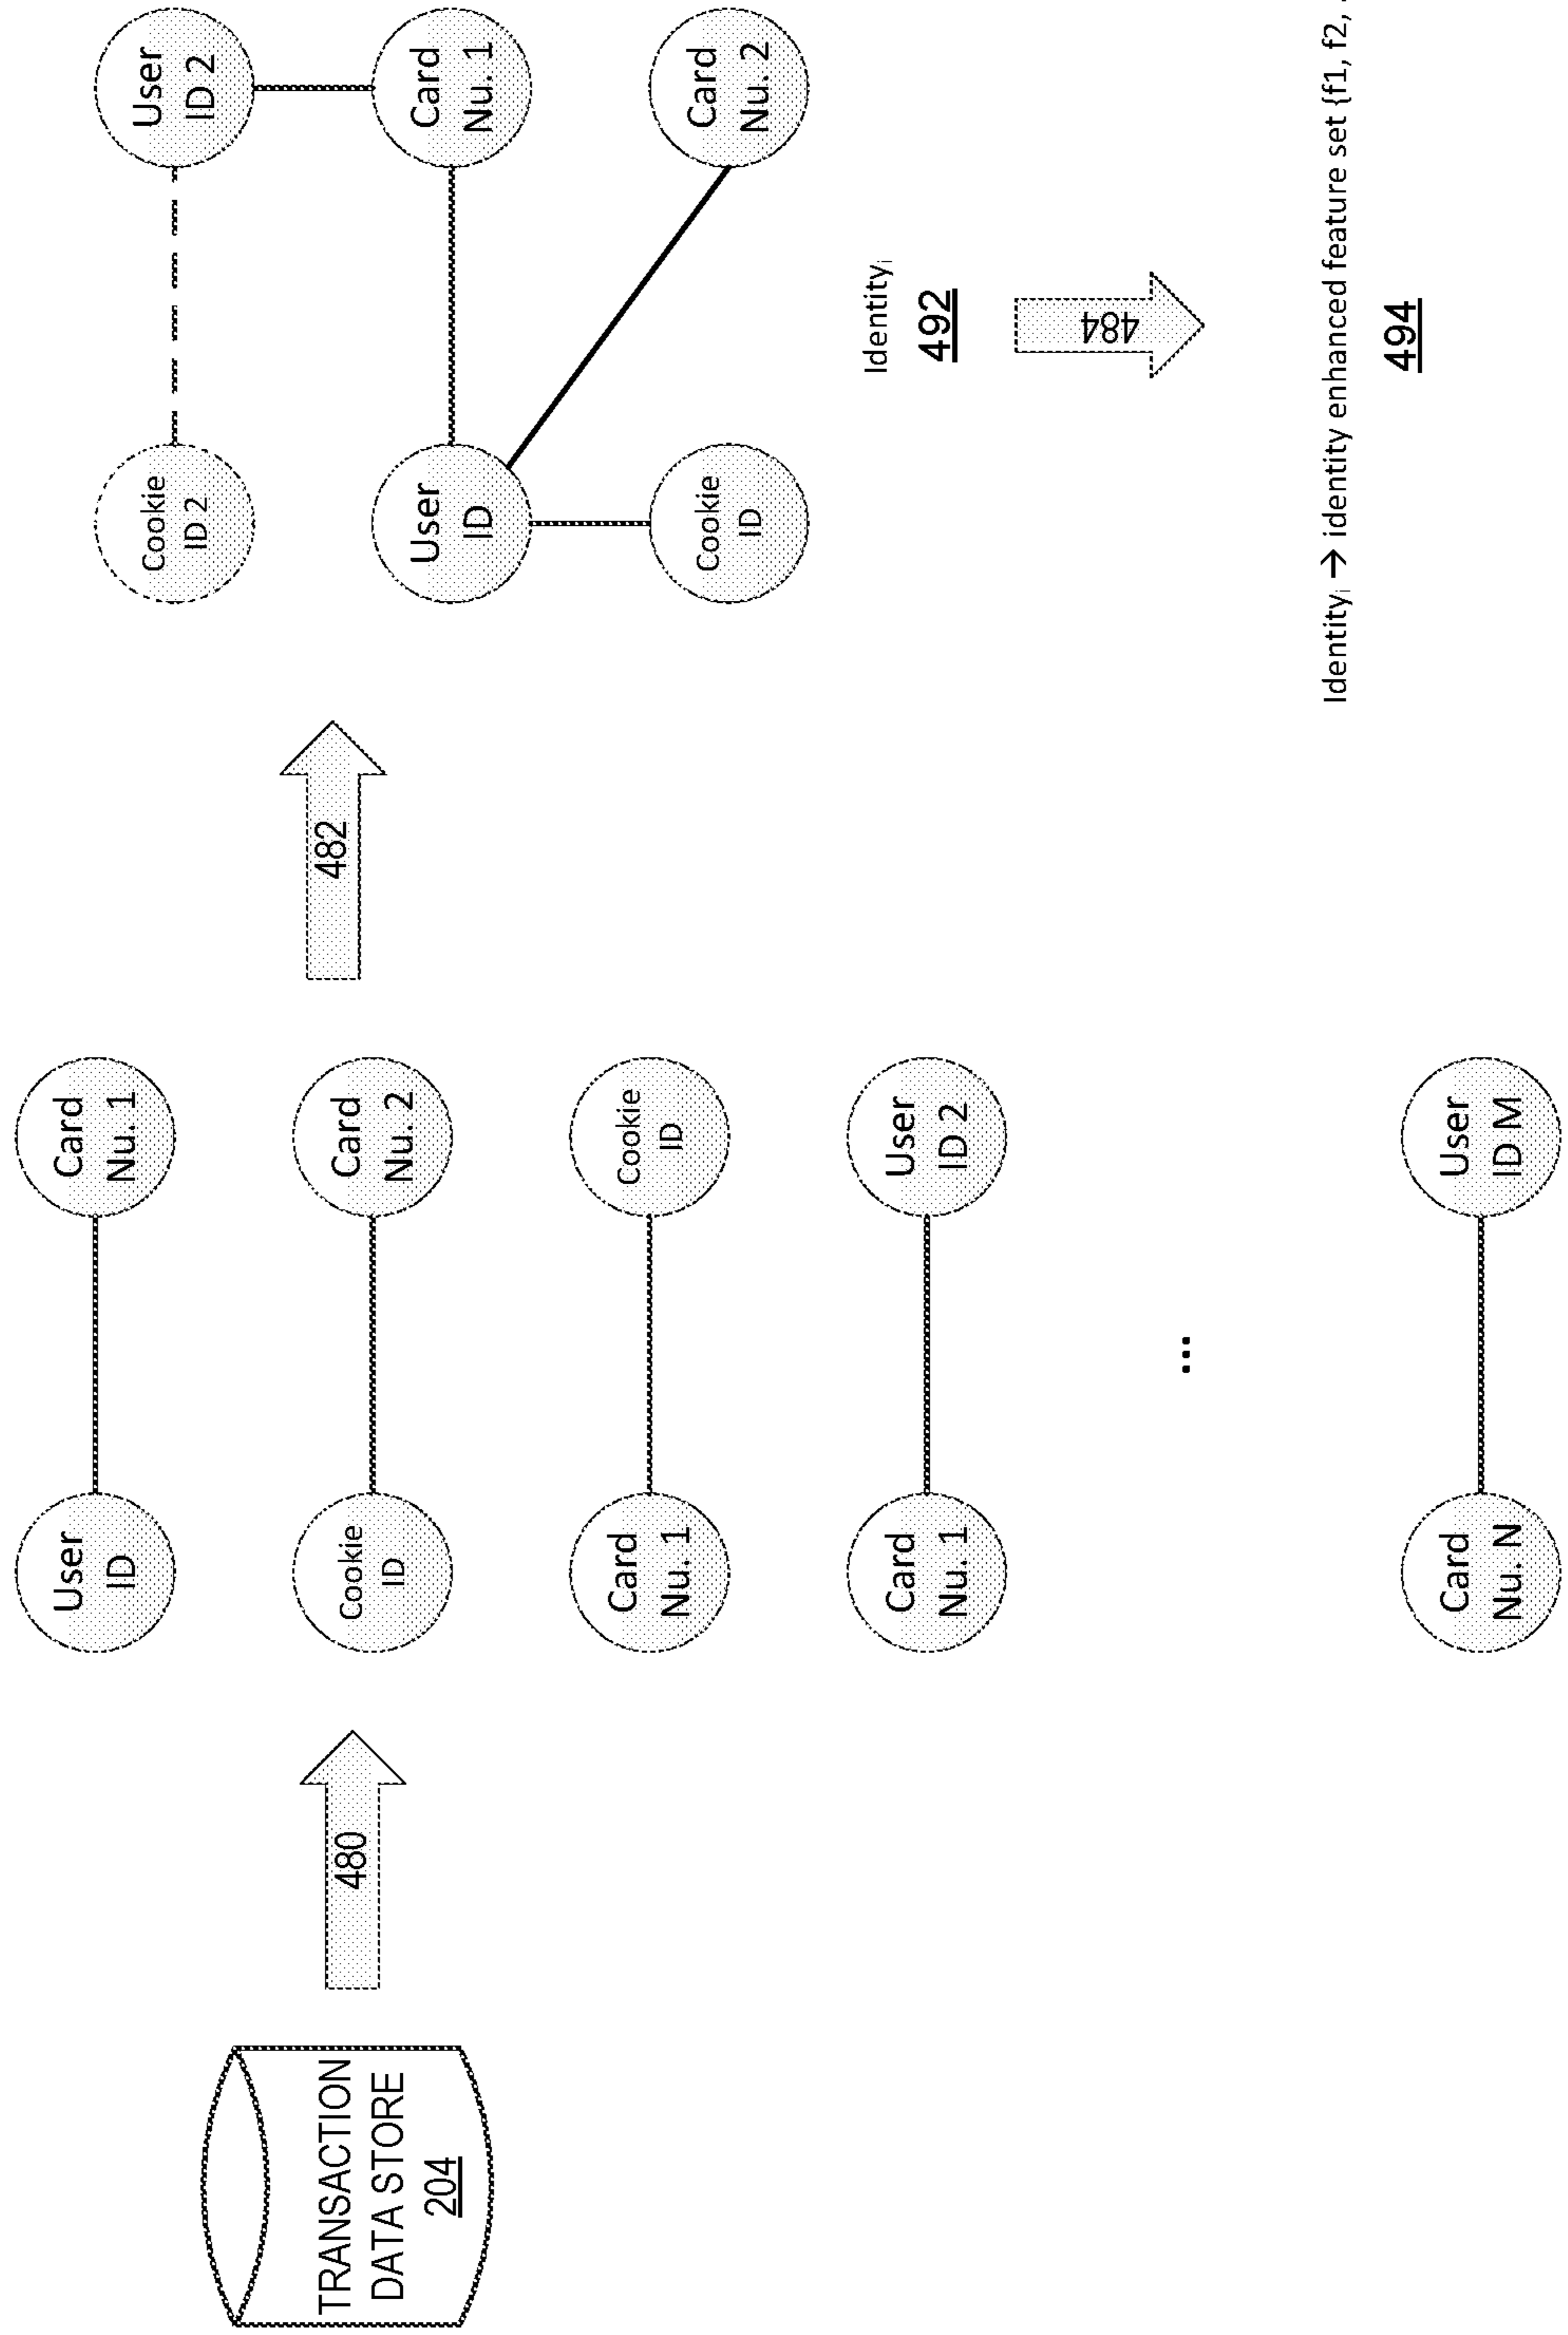 TRANSACTION
DATA STORE
204
480
User
ID
Card
Nu. 1
Cookie
ID
Card
Nu. 2
Card
Nu. 1
Cookie
ID
Card
Nu. 1
User
ID 2
...
Card
Nu. N
User
ID M
482
Cookie
ID 2
User
ID 2
User
ID
Card
Nu. 1
Cookie
ID
Card
Nu. 2
Identityᵢ
492
484
Identityᵢ → identity enhanced feature set {f1, f2, .
494